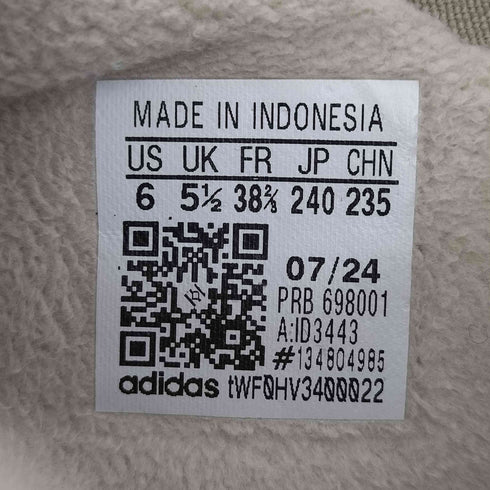 MADE IN INDONESIA
US UK FR JP CHN
6 5½ 38⅔ 240 235
07/24
PRB 698001
A:ID3443
#134804985
adidas tWF0HV3400022